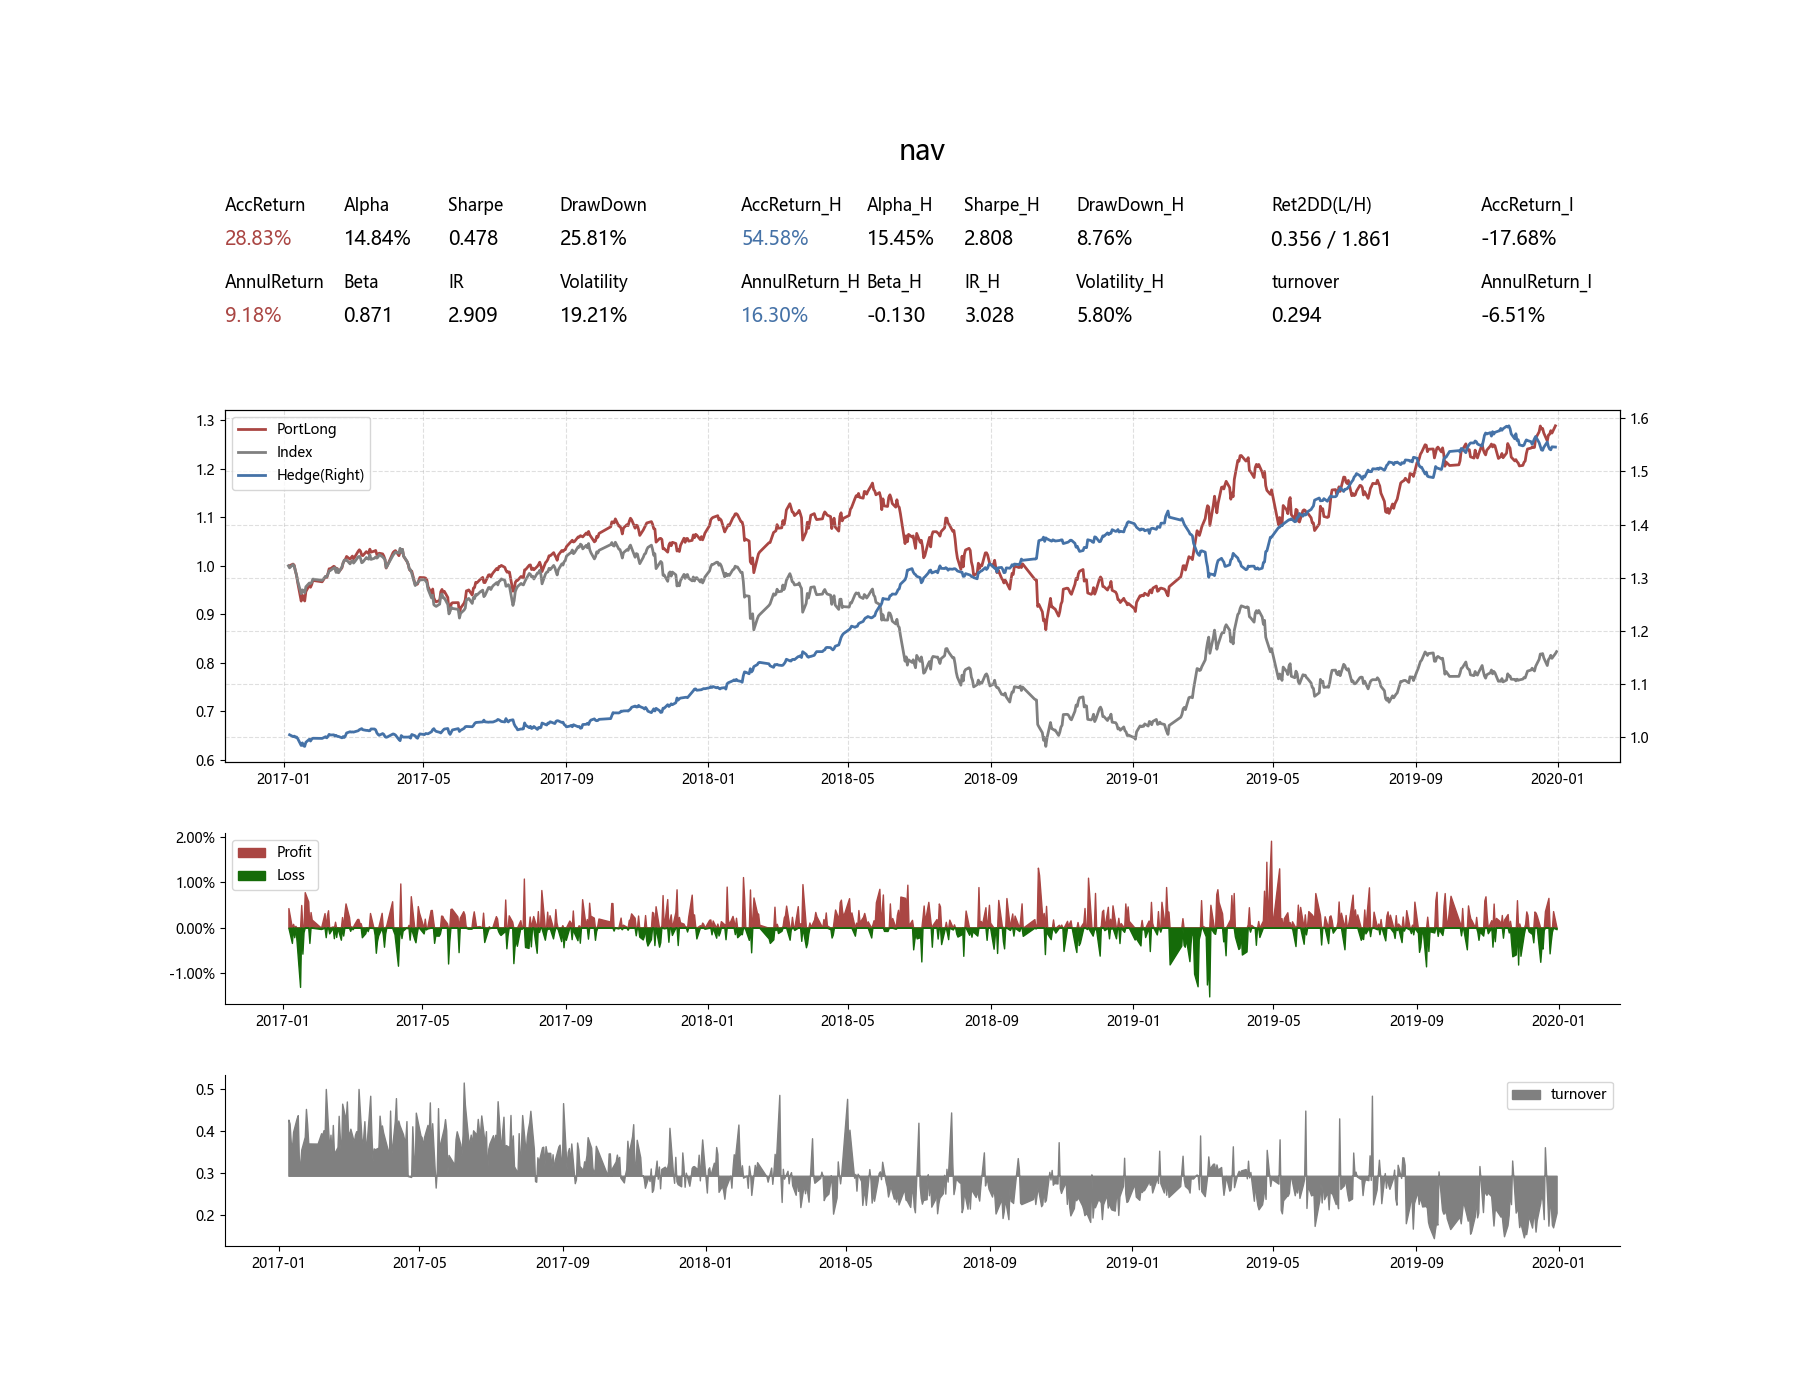 nav
AccReturn Alpha Sharpe DrawDown AccReturn_H Alpha_H Sharpe_H DrawDown_H Ret2DD(L/H) AccReturn_I
28.83% 14.84% 0.478 25.81% 54.58% 15.45% 2.808 8.76% 0.356 / 1.861 -17.68%
AnnulReturn Beta IR Volatility AnnulReturn_H Beta_H IR_H Volatility_H turnover AnnulReturn_I
9.18% 0.871 2.909 19.21% 16.30% -0.130 3.028 5.80% 0.294 -6.51%
PortLong
Index
Hedge(Right)
1.3
1.2
1.1
1.0
0.9
0.8
0.7
0.6
1.6
1.5
1.4
1.3
1.2
1.1
1.0
2017-01 2017-05 2017-09 2018-01 2018-05 2018-09 2019-01 2019-05 2019-09 2020-01
Profit
Loss
2.00%
1.00%
0.00%
-1.00%
2017-01 2017-05 2017-09 2018-01 2018-05 2018-09 2019-01 2019-05 2019-09 2020-01
turnover
0.5
0.4
0.3
0.2
2017-01 2017-05 2017-09 2018-01 2018-05 2018-09 2019-01 2019-05 2019-09 2020-01